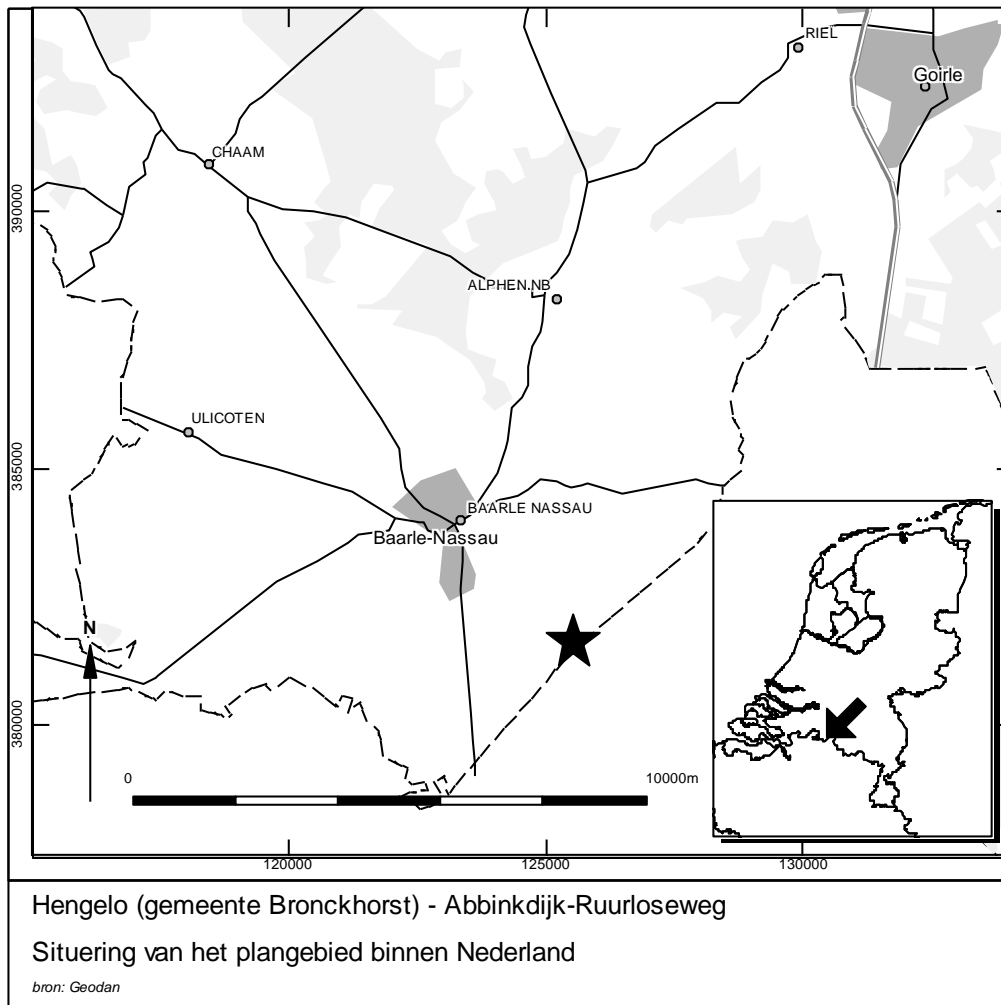 RIEL
Goirle
CHAAM
390000
ALPHEN NB
ULICOTEN
385000
BAARLE NASSAU
Baarle-Nassau
N
380000
0
10000m
120000
125000
130000
Hengelo (gemeente Bronckhorst) - Abbinkdijk-Ruurloseweg
Situering van het plangebied binnen Nederland
bron: Geodan